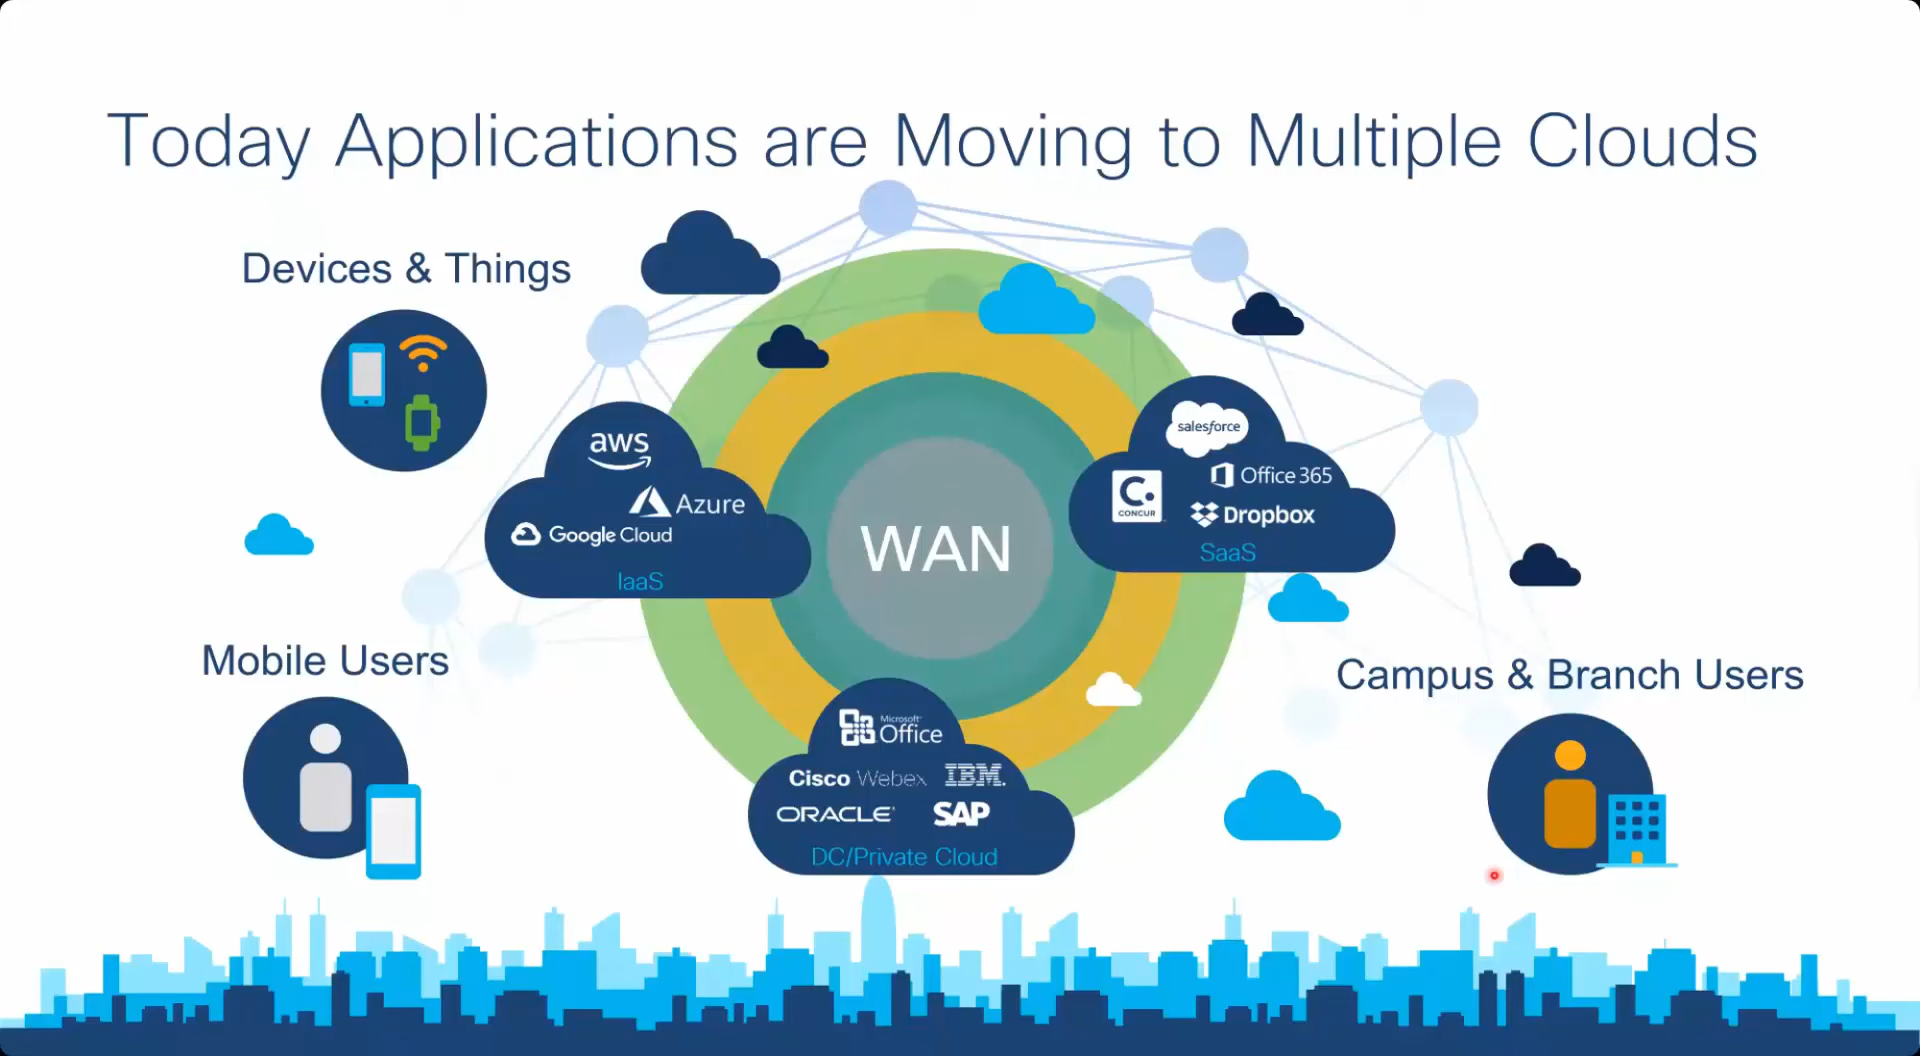 Today Applications are Moving to Multiple Clouds
Devices & Things
aws
Azure
Google Cloud
IaaS
WAN
salesforce
Office 365
C.
CONCUR
Dropbox
SaaS
Mobile Users
Campus & Branch Users
Microsoft
Office
Cisco Webex
IBM.
ORACLE
SAP
DC/Private Cloud